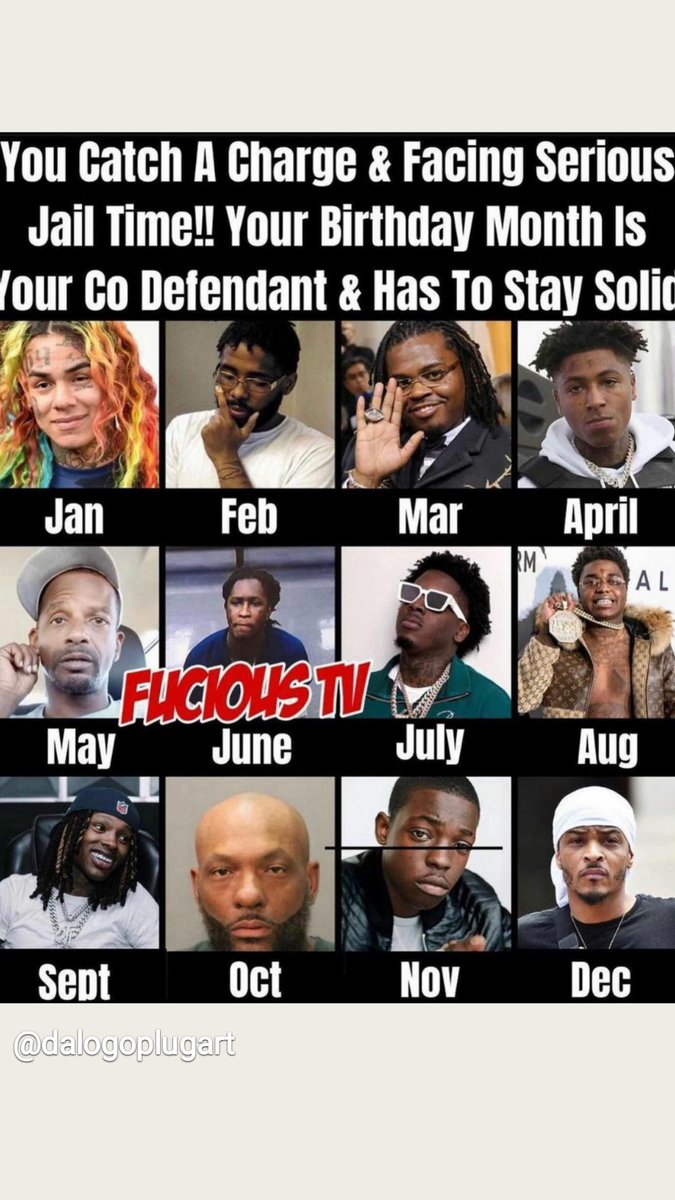 You Catch A Charge & Facing Serious
Jail Time!! Your Birthday Month Is
Your Co Defendant & Has To Stay Solid
Jan Feb Mar April
FUCIOUS TV
May June July Aug
Sept Oct Nov Dec
@dalogoplugart